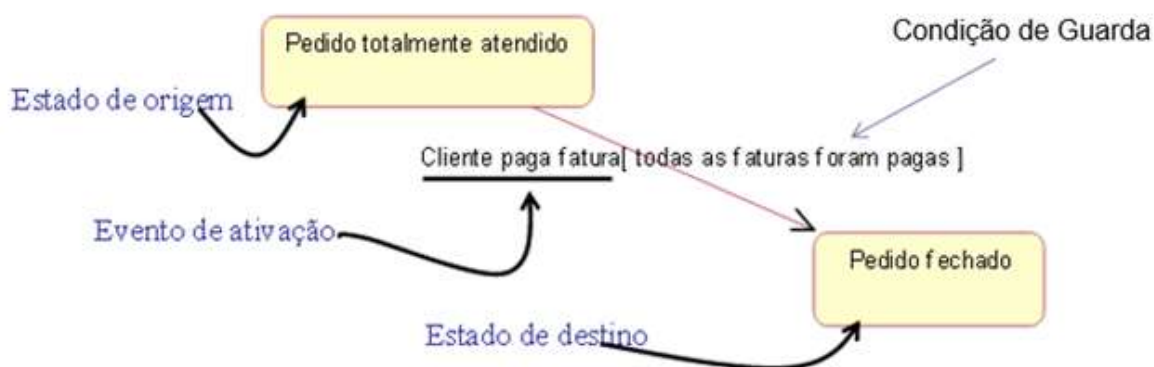 Pedido totalmente atendido
Condição de Guarda
Estado de origem
Cliente paga fatura[ todas as faturas foram pagas ]
Evento de ativação
Pedido fechado
Estado de destino